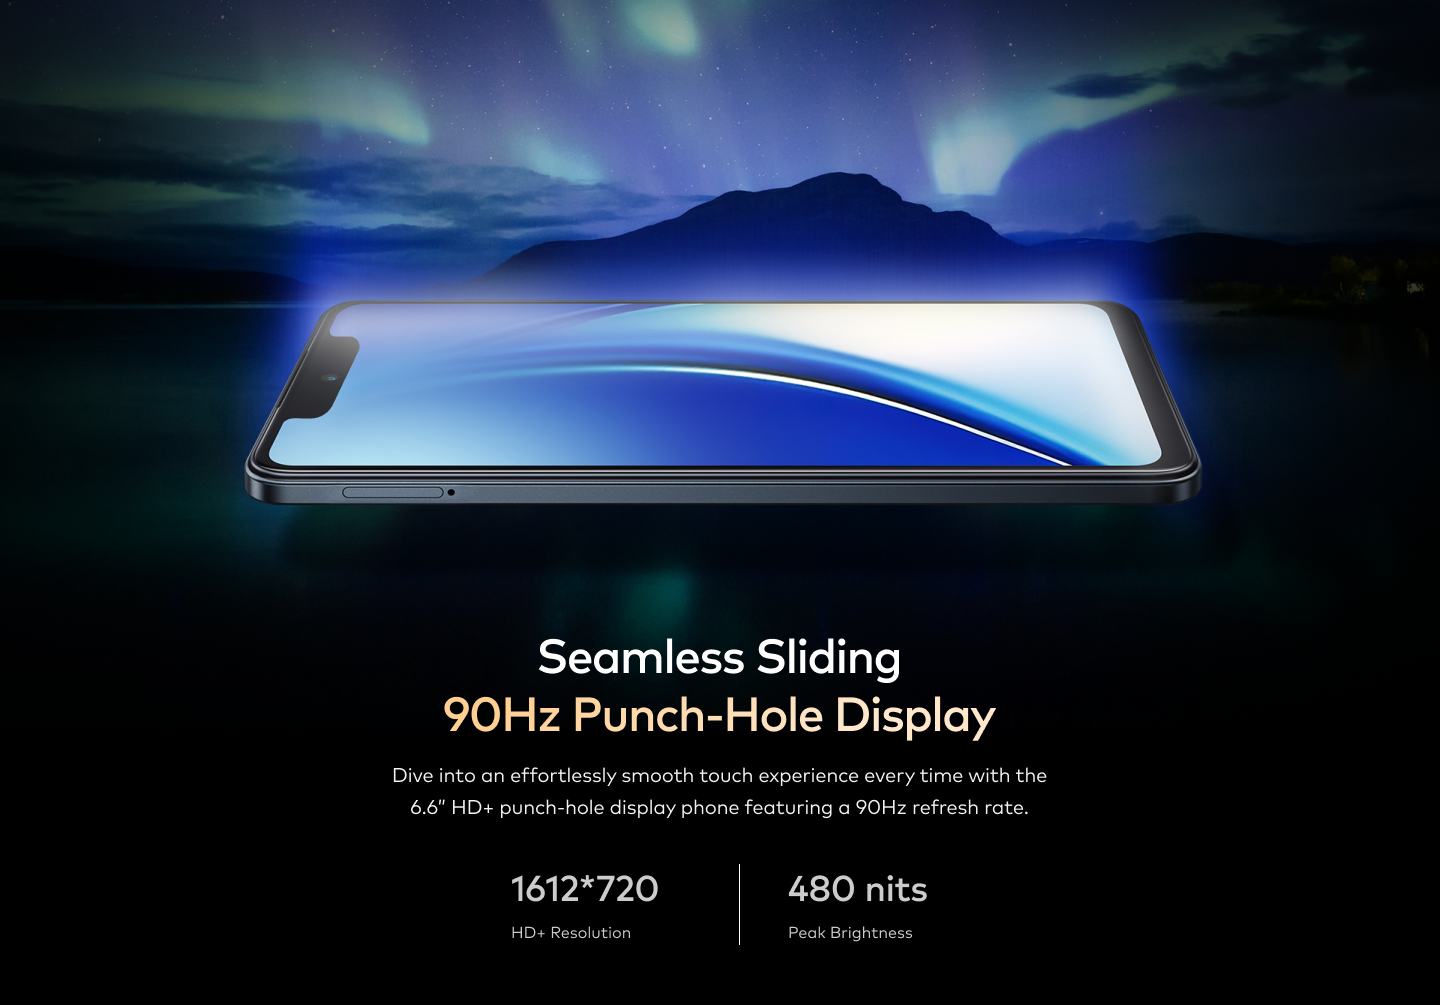 Seamless Sliding
90Hz Punch-Hole Display
Dive into an effortlessly smooth touch experience every time with the
6.6" HD+ punch-hole display phone featuring a 90Hz refresh rate.
1612*720
HD+ Resolution
480 nits
Peak Brightness